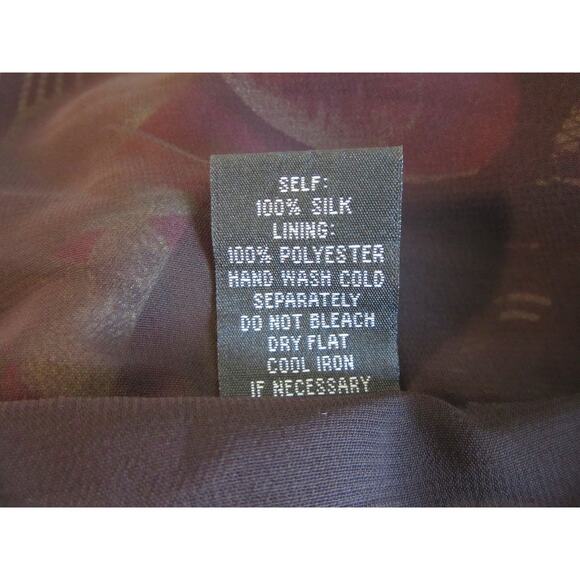 SELF:
100% SILK
LINING:
100% POLYESTER
HAND WASH COLD
SEPARATELY
DO NOT BLEACH
DRY FLAT
COOL IRON
IF NECESSARY